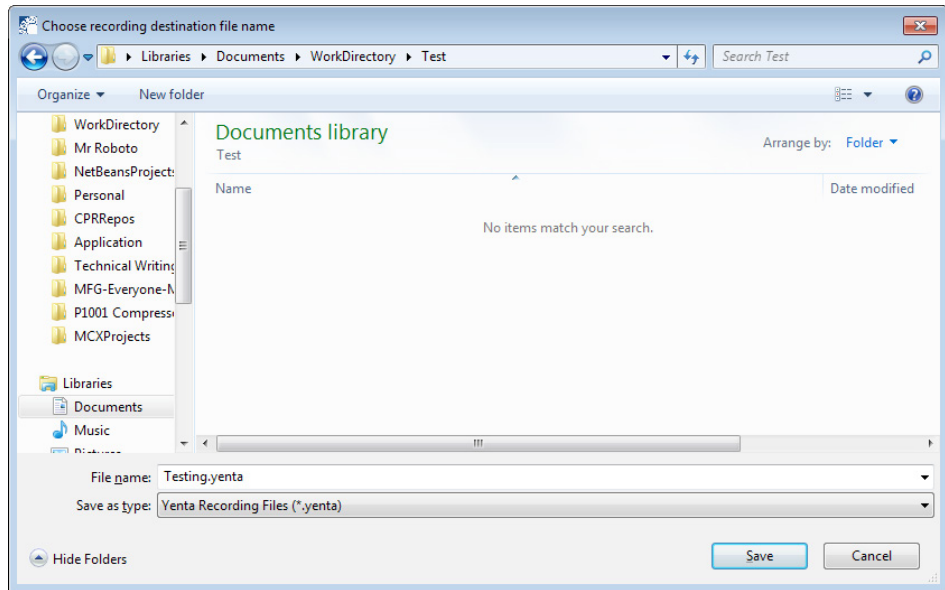 Choose recording destination file name
Libraries Documents WorkDirectory Test
Search Test
Organize New folder
WorkDirectory
Mr Roboto
NetBeansProject
Personal
CPRRepos
Application
Technical Writing
MFG-Everyone-M
P1001 Compress
MCXProjects
Libraries
Documents
Music
Documents library
Test
Arrange by: Folder
Name Date modified
No items match your search.
File name: Testing.yenta
Save as type: Yenta Recording Files (*.yenta)
Hide Folders
Save Cancel